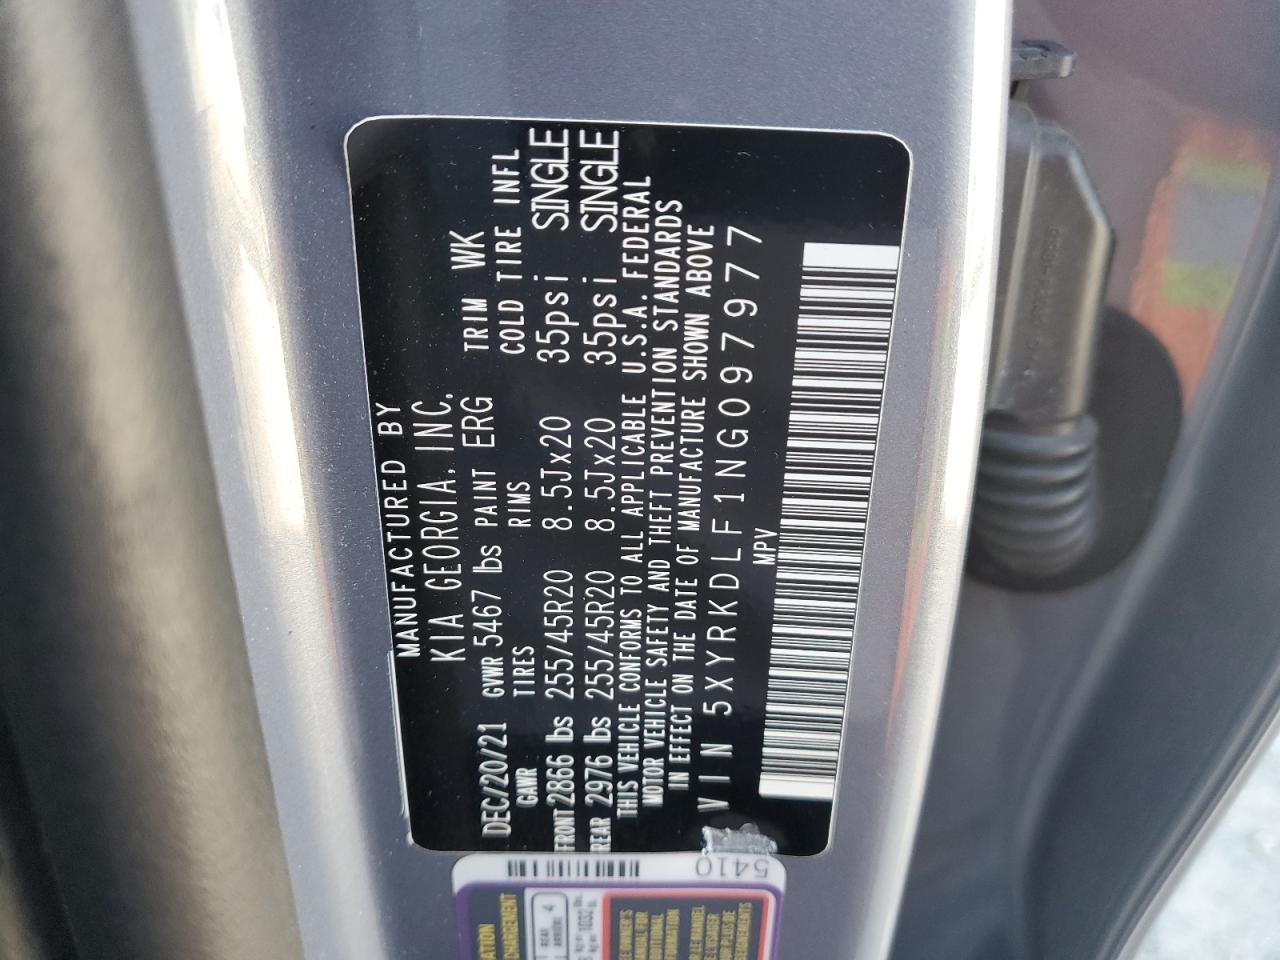 MANUFACTURED BY
KIA GEORGIA, INC.
DEC/20/21 GVWR 5467 lbs PAINT ERG TRIM WK
GAWR TIRES RIMS COLD TIRE INFL
FRONT 2866 lbs 255/45R20 8.5Jx20 35psi SINGLE
REAR 2976 lbs 255/45R20 8.5Jx20 35psi SINGLE
THIS VEHICLE CONFORMS TO ALL APPLICABLE U.S.A. FEDERAL
MOTOR VEHICLE SAFETY AND THEFT PREVENTION STANDARDS
IN EFFECT ON THE DATE OF MANUFACTURE SHOWN ABOVE
VIN 5XYRKDLF1NG097977
MPV
5410
REAR 4
ARRIÈRE